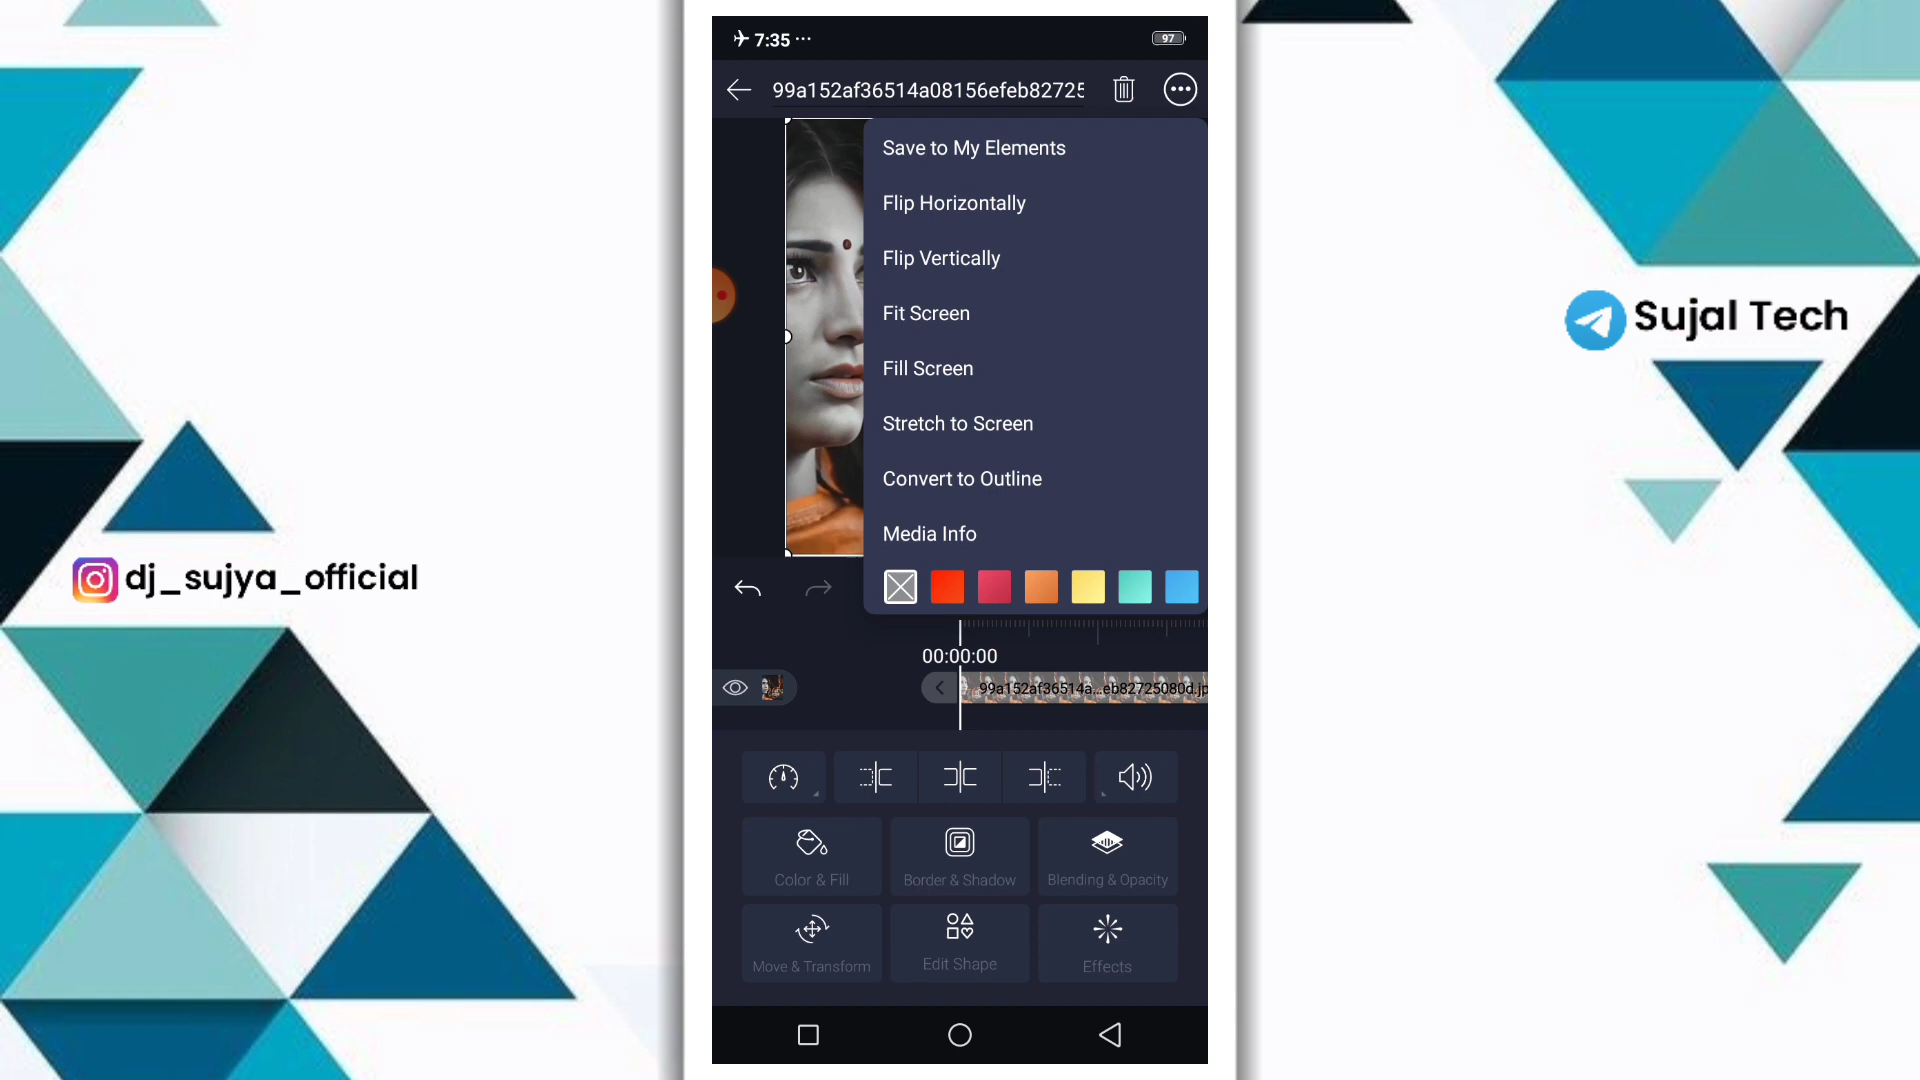 7:35 ···
97
99a152af36514a08156efeb82725
Save to My Elements
Flip Horizontally
Flip Vertically
Fit Screen
Fill Screen
Stretch to Screen
Convert to Outline
Media Info
00:00:00
99a152af36514a...eb82725080d.jp
Color & Fill
Border & Shadow
Blending & Opacity
Move & Transform
Edit Shape
Effects
dj_sujya_official
Sujal Tech